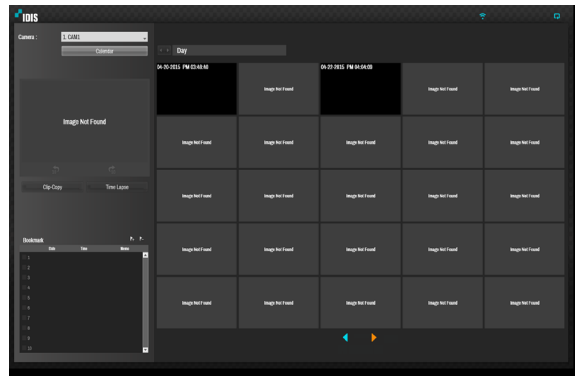 IDIS
Camera :
1. CAM1
Calendar
Day
04-20-2015 PM 03:49:40
Image Not Found
04-22-2015 PM 04:04:09
Image Not Found
Image Not Found
Image Not Found
Image Not Found
Image Not Found
Image Not Found
Image Not Found
Image Not Found
Image Not Found
Clip-Copy
Time Lapse
Image Not Found
Image Not Found
Image Not Found
Image Not Found
Image Not Found
Bookmark
Date Time Memo
Image Not Found
Image Not Found
Image Not Found
Image Not Found
Image Not Found
Image Not Found
Image Not Found
Image Not Found
Image Not Found
Image Not Found
1
2
3
4
5
6
7
8
9
10